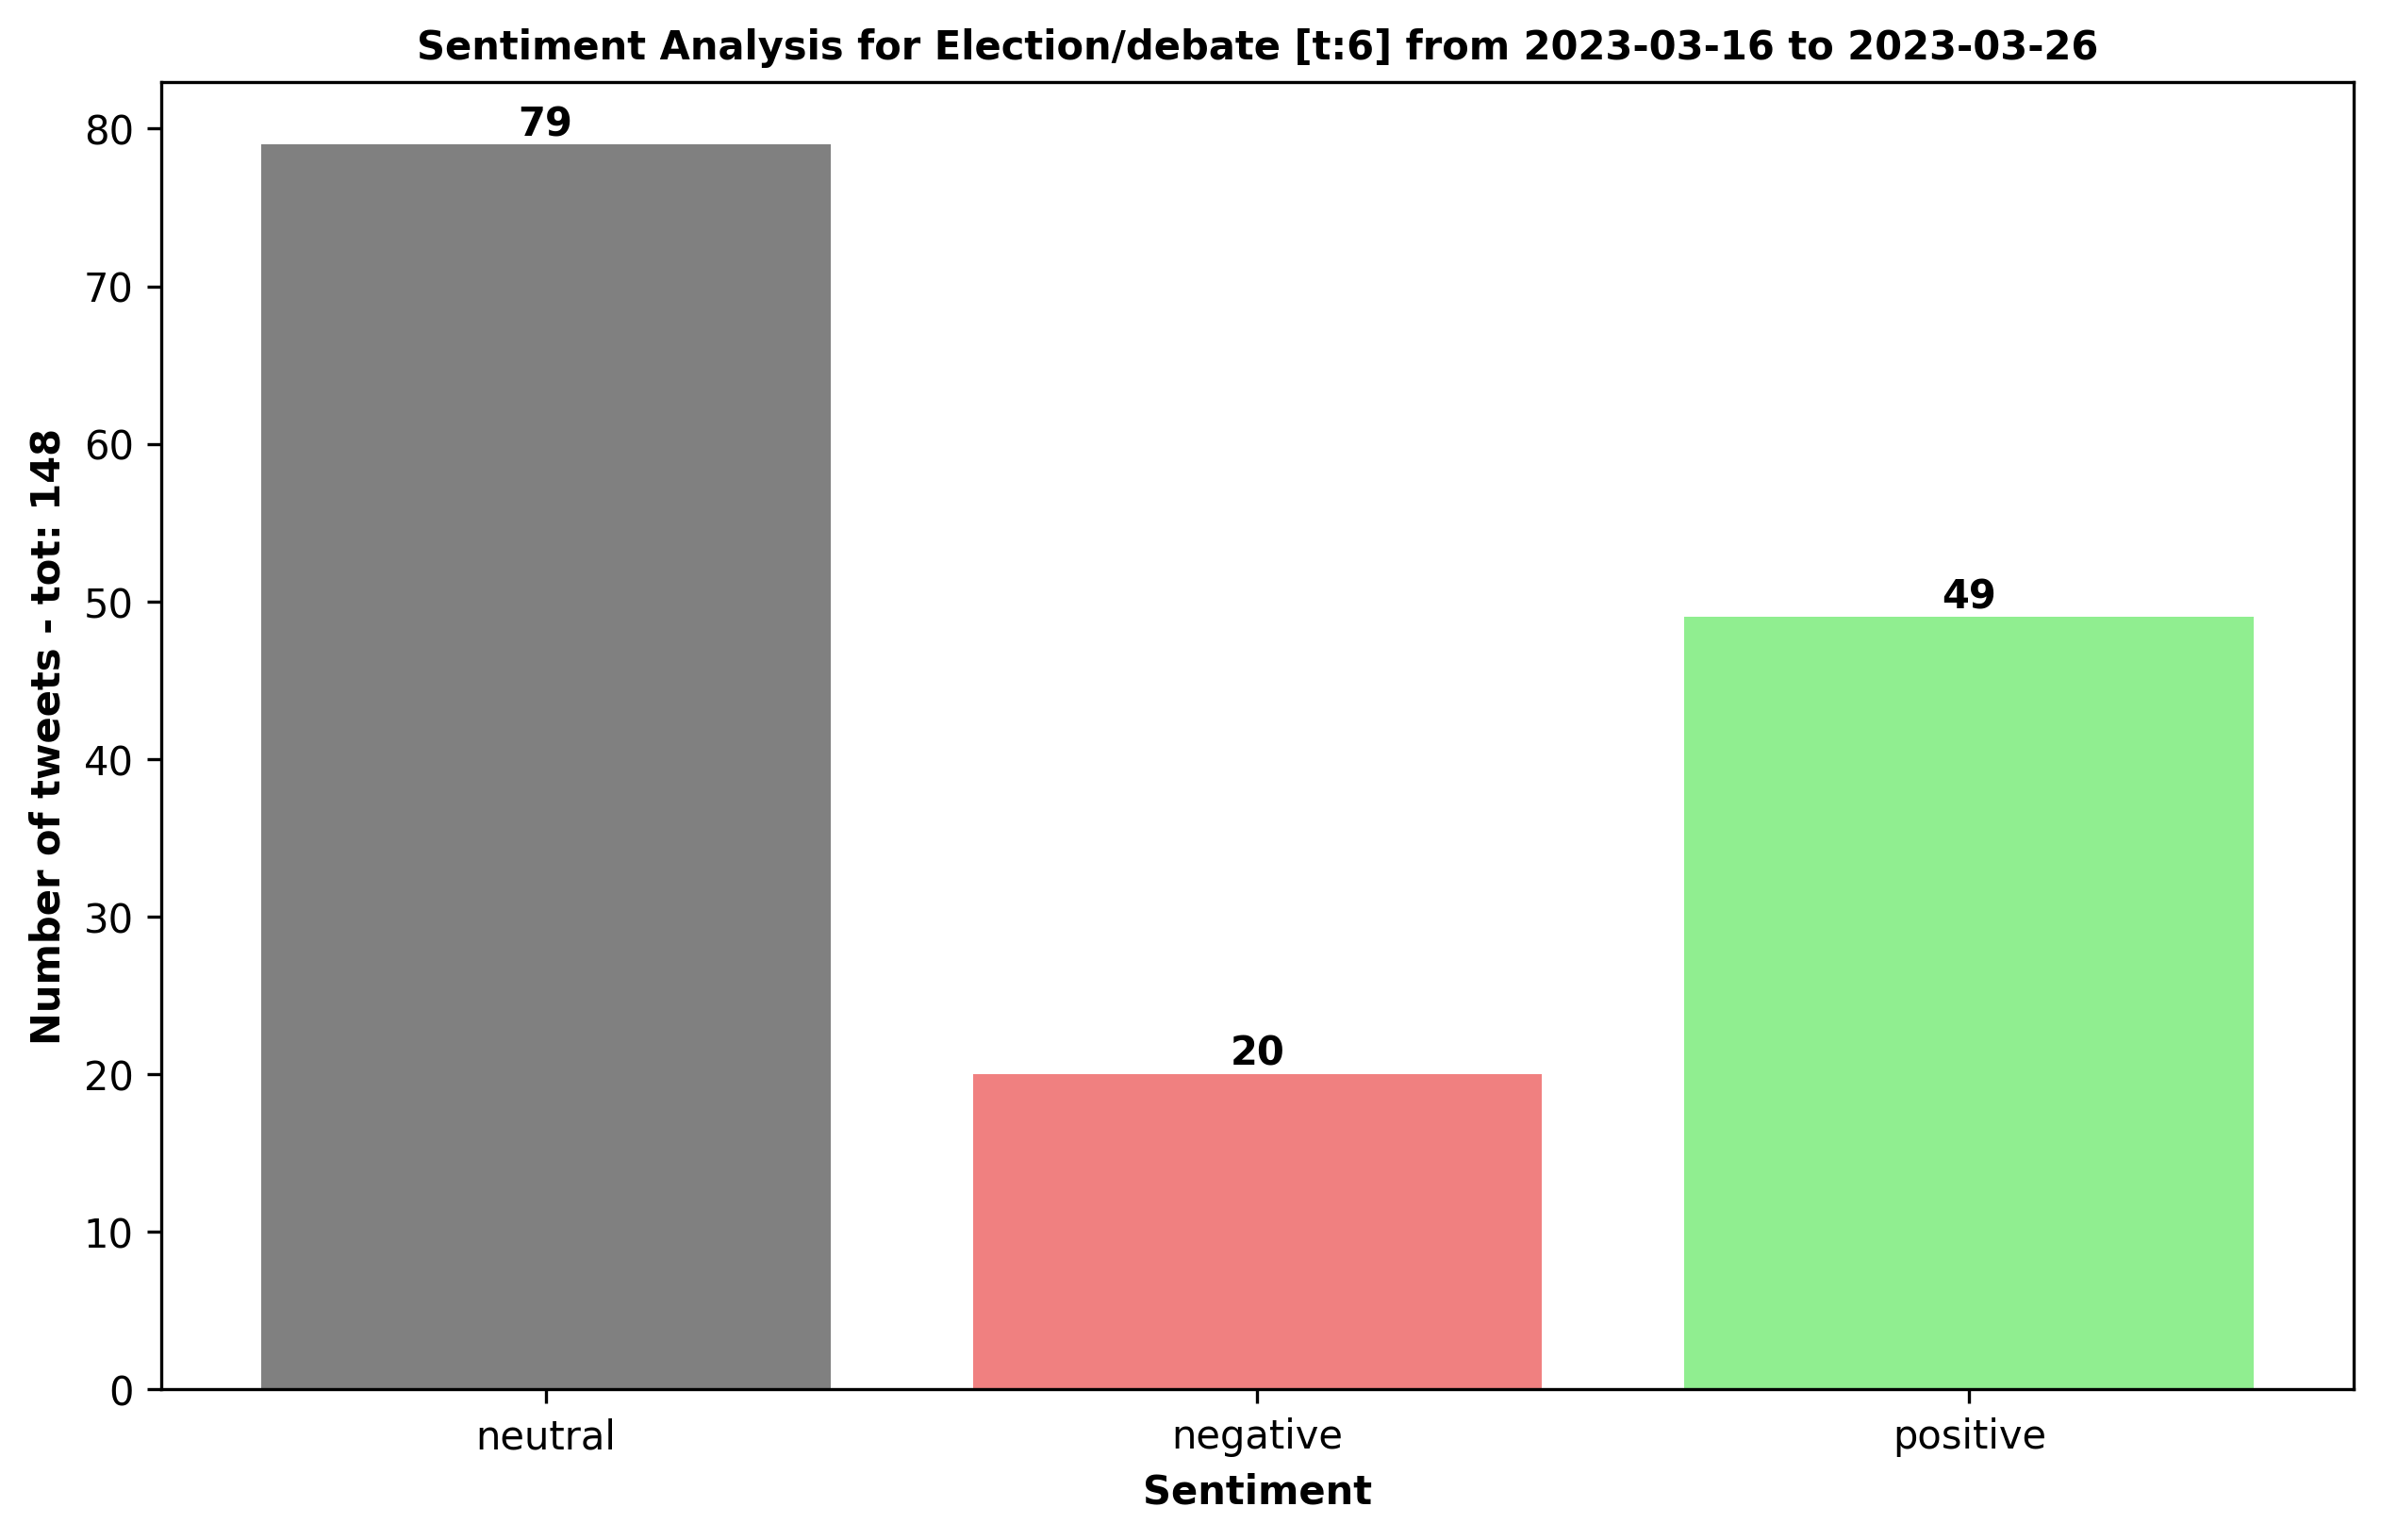 Sentiment Analysis for Election/debate [t:6] from 2023-03-16 to 2023-03-26
Number of tweets - tot: 148
80
70
60
50
40
30
20
10
0
79
20
49
neutral
negative
positive
Sentiment